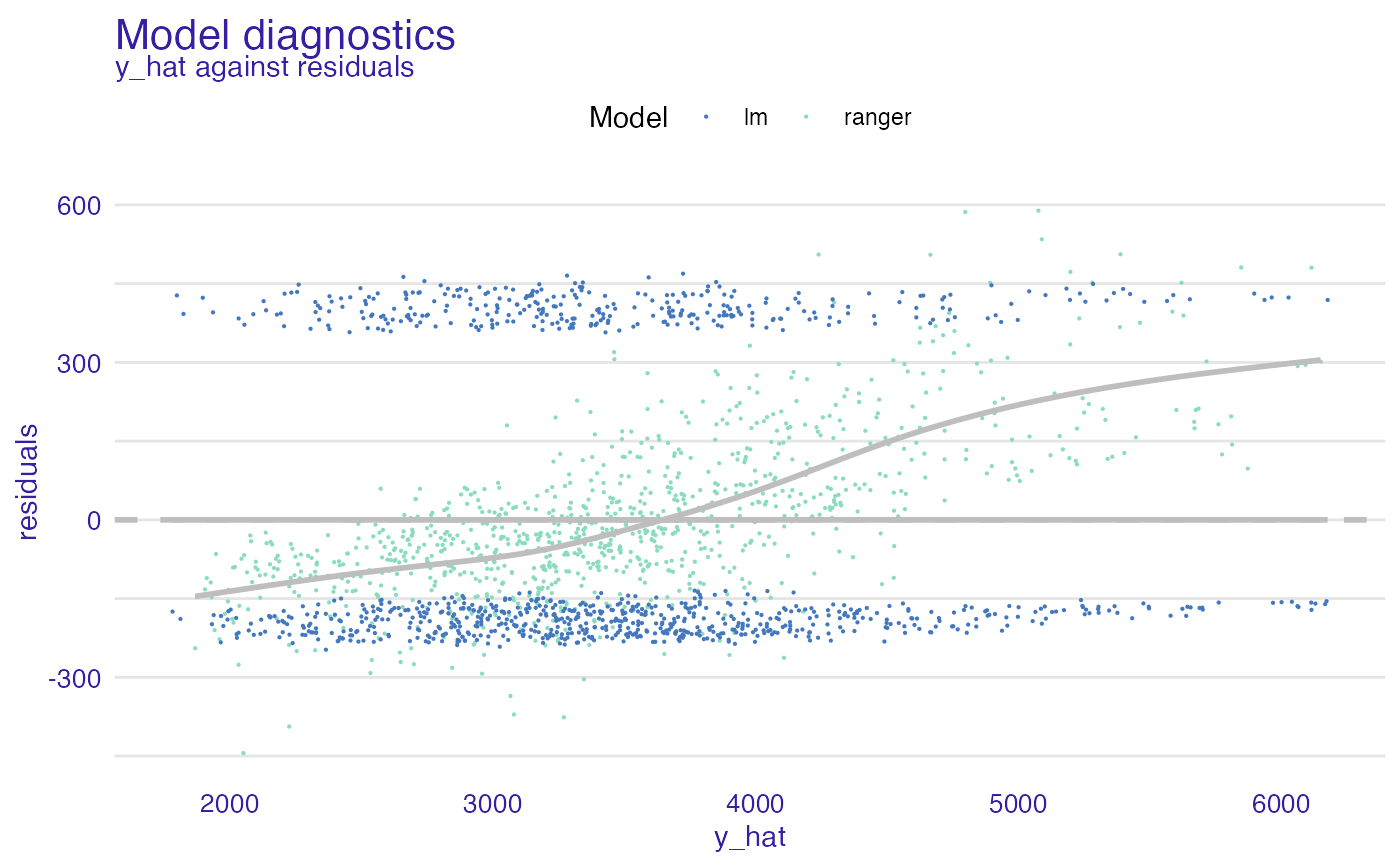 Model diagnostics
y_hat against residuals
Model lm ranger
600
300
0
-300
residuals
2000 3000 4000 5000 6000
y_hat